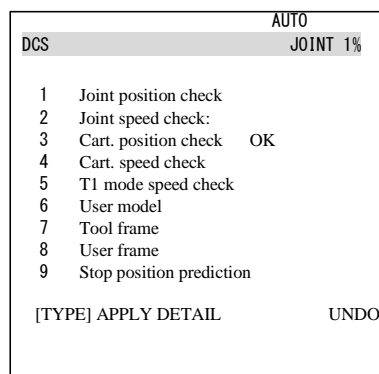 AUTO
DCS JOINT 1%
1 Joint position check
2 Joint speed check:
3 Cart. position check OK
4 Cart. speed check
5 T1 mode speed check
6 User model
7 Tool frame
8 User frame
9 Stop position prediction
[TYPE] APPLY DETAIL UNDO